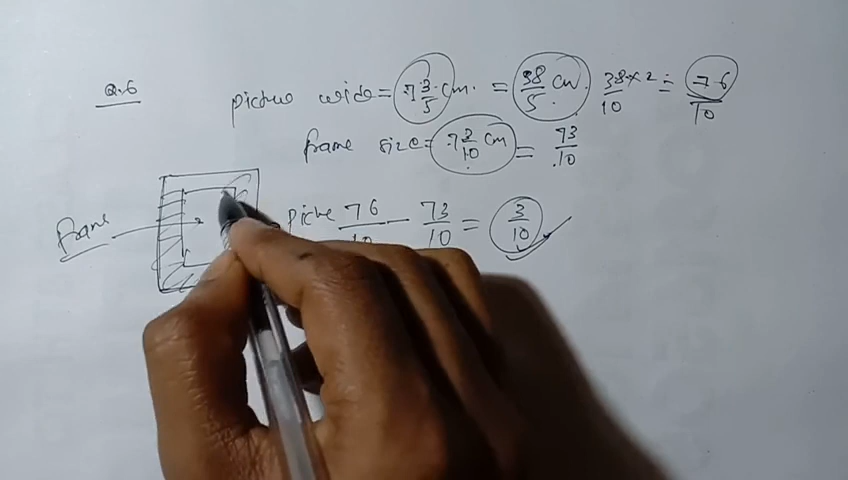 Q.6
picture wide = 7 3/5 cm. = 38/5 cm. 38×2/10 = 76/10
frame size = 7 3/10 cm = 73/10
frame
76/10 - 73/10 = 3/10